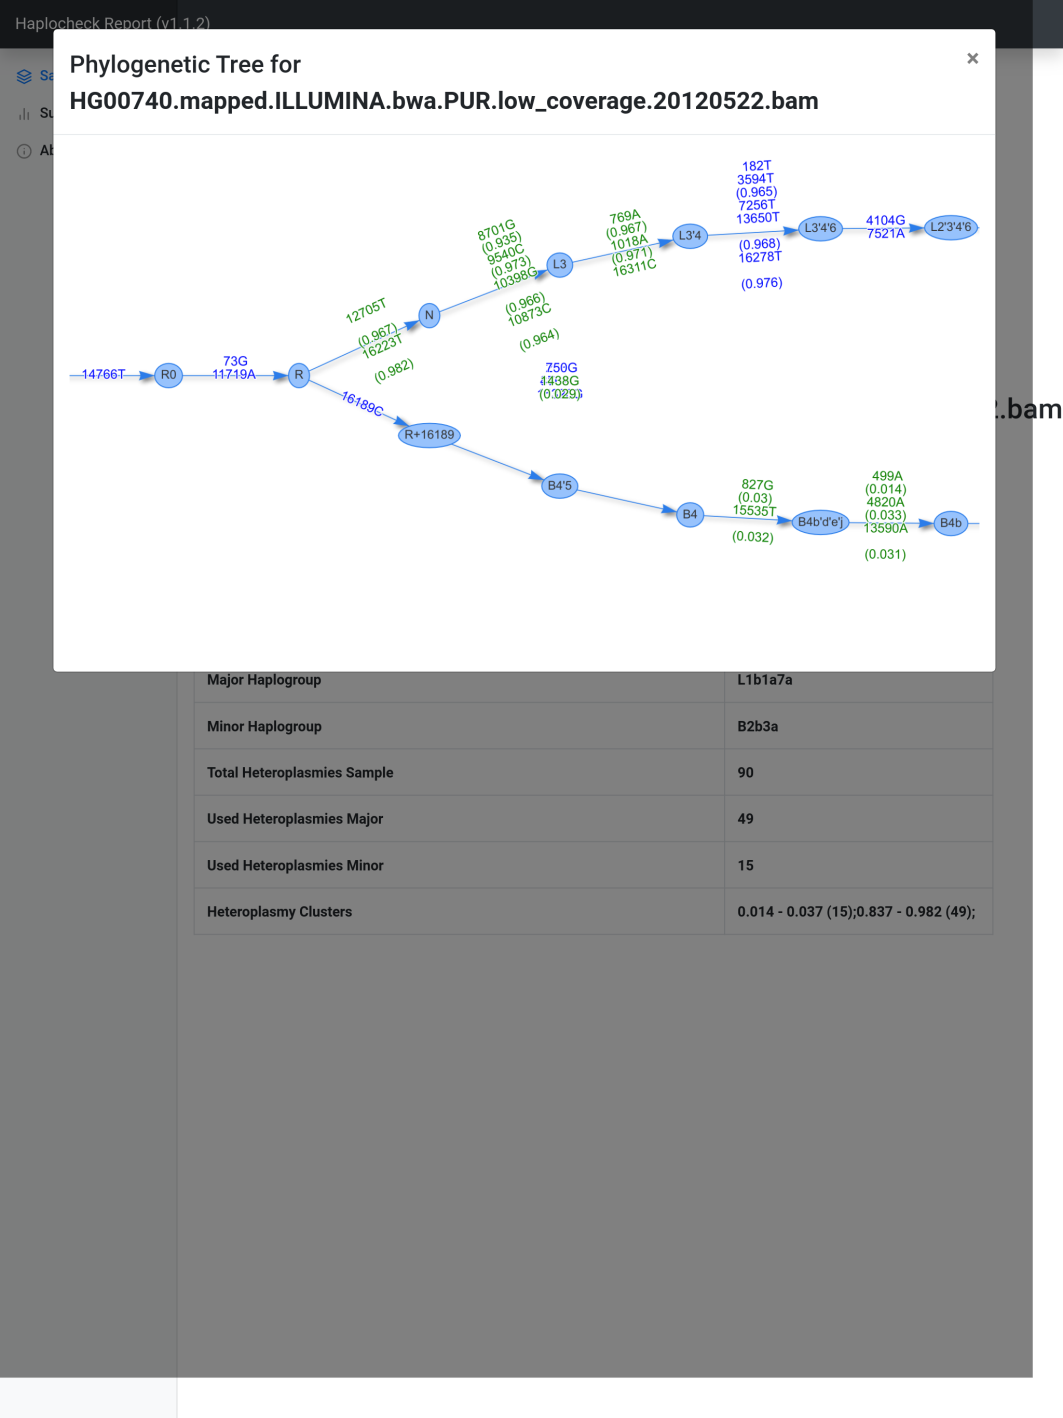 Haplocheck Report (v1.1.2)
Phylogenetic Tree for
HG00740.mapped.ILLUMINA.bwa.PUR.low_coverage.20120522.bam
×
14766T
R0
73G
11719A
R
12705T
(0.967)
16223T
(0.982)
N
8701G
(0.935)
9540C
(0.973)
10398G
(0.966)
10873C
(0.964)
L3
769A
(0.967)
1018A
(0.971)
16311C
L3'4
182T
3594T
(0.965)
7256T
13650T
(0.968)
16278T
(0.976)
L3'4'6
4104G
7521A
L2'3'4'6
750G
1438G
(0.029)
16189C
R+16189
B4'5
B4
827G
(0.03)
15535T
(0.032)
B4b'd'e'j
499A
(0.014)
4820A
(0.033)
13590A
(0.031)
B4b
.bam
Major Haplogroup L1b1a7a
Minor Haplogroup B2b3a
Total Heteroplasmies Sample 90
Used Heteroplasmies Major 49
Used Heteroplasmies Minor 15
Heteroplasmy Clusters 0.014 - 0.037 (15);0.837 - 0.982 (49);